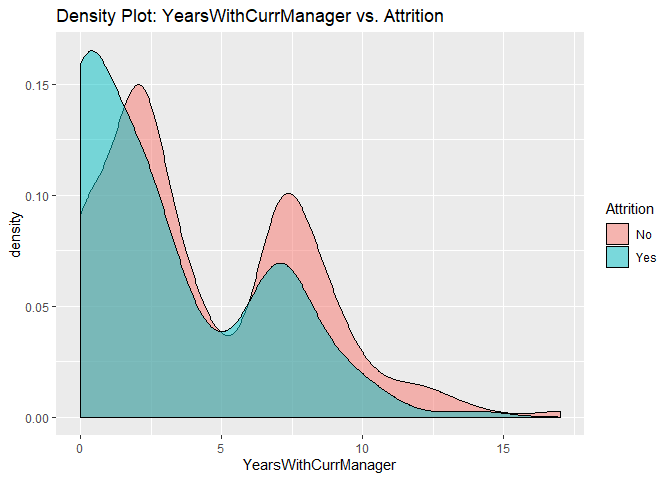 Density Plot: YearsWithCurrManager vs. Attrition
0.15
0.10
0.05
0.00
density
0 5 10 15
YearsWithCurrManager
Attrition
No
Yes